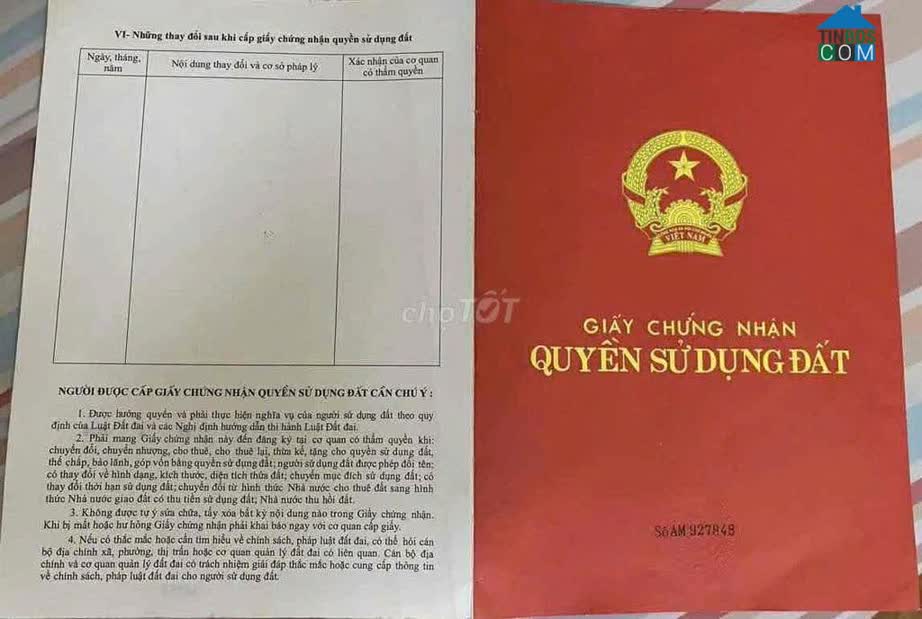 VI- Những thay đổi sau khi cấp giấy chứng nhận quyền sử dụng đất
Ngày, tháng, năm
Nội dung thay đổi và cơ sở pháp lý
Xác nhận của cơ quan có thẩm quyền
NGƯỜI ĐƯỢC CẤP GIẤY CHỨNG NHẬN QUYỀN SỬ DỤNG ĐẤT CẦN CHÚ Ý :
1. Được hưởng quyền và phải thực hiện nghĩa vụ của người sử dụng đất theo quy
định của Luật Đất đai và các Nghị định hướng dẫn thi hành Luật Đất đai.
2. Phải mang Giấy chứng nhận này đến đăng ký tại cơ quan có thẩm quyền khi:
chuyển đổi, chuyển nhượng, cho thuê, cho thuê lại, thừa kế, tặng cho quyền sử dụng đất,
thế chấp, bảo lãnh, góp vốn bằng quyền sử dụng đất; người sử dụng đất được phép đổi tên;
có thay đổi về hình dạng, kích thước, diện tích thửa đất; chuyển mục đích sử dụng đất; có
thay đổi thời hạn sử dụng đất; chuyển đổi từ hình thức Nhà nước cho thuê đất sang hình
thức Nhà nước giao đất có thu tiền sử dụng đất; Nhà nước thu hồi đất.
3. Không được tự ý sửa chữa, tẩy xóa bất kỳ nội dung nào trong Giấy chứng nhận.
Khi bị mất hoặc hư hỏng Giấy chứng nhận phải khai báo ngay với cơ quan cấp giấy.
4. Nếu có thắc mắc hoặc cần tìm hiểu về chính sách, pháp luật đất đai, có thể hỏi cán
bộ địa chính xã, phường, thị trấn hoặc cơ quan quản lý đất đai có liên quan. Cán bộ địa
chính và cơ quan quản lý đất đai có trách nhiệm giải đáp thắc mắc hoặc cung cấp thông tin
về chính sách, pháp luật đất đai cho người sử dụng đất.
chợTỐT
TINBDS
COM
VIỆT NAM
GIẤY CHỨNG NHẬN
QUYỀN SỬ DỤNG ĐẤT
Số AM 927848